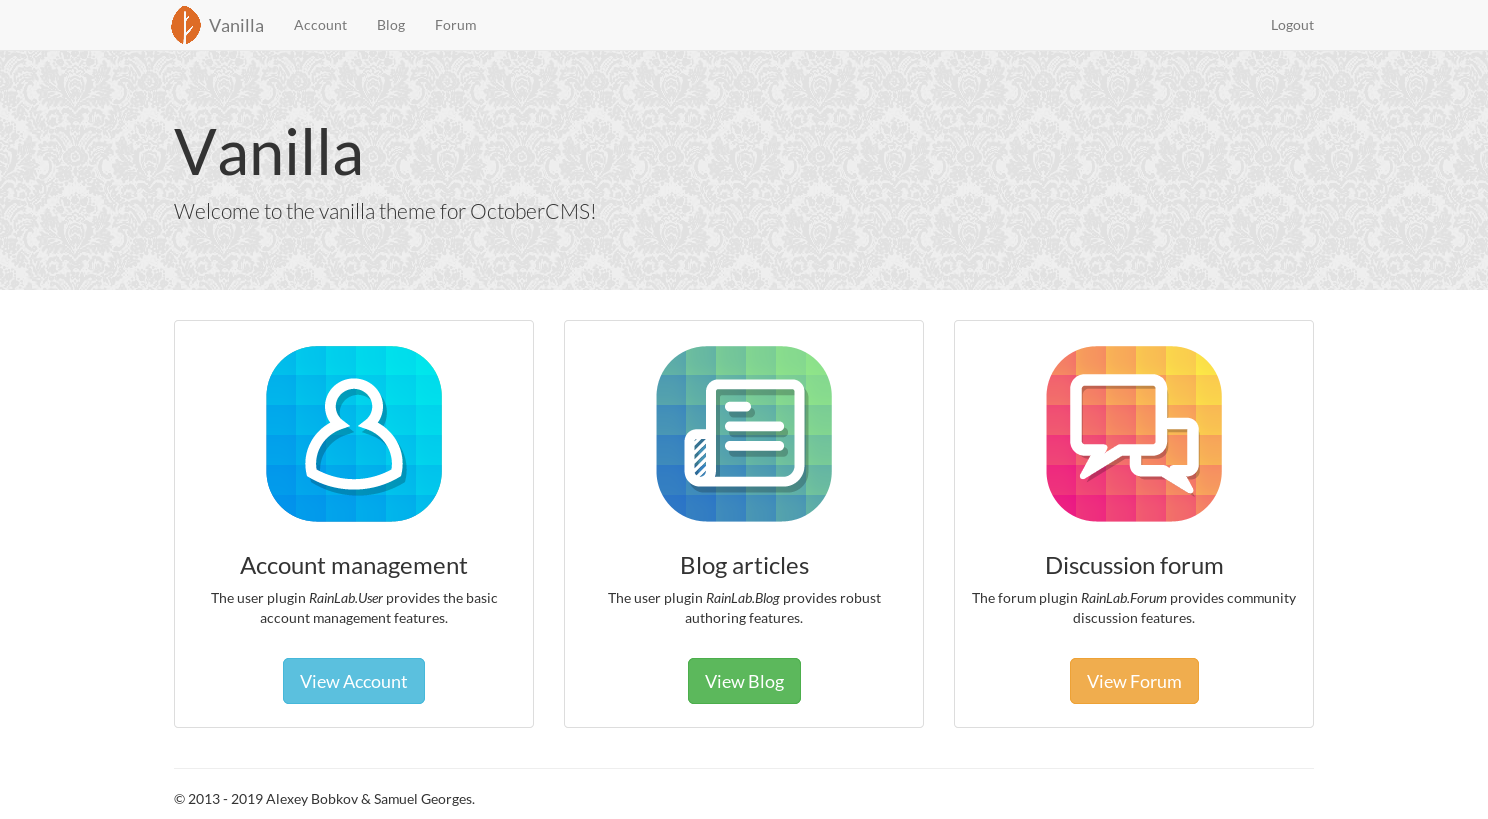 Vanilla
Account
Blog
Forum
Logout
Vanilla
Welcome to the vanilla theme for OctoberCMS!
Account management
The user plugin RainLab.User provides the basic
account management features.
View Account
Blog articles
The user plugin RainLab.Blog provides robust
authoring features.
View Blog
Discussion forum
The forum plugin RainLab.Forum provides community
discussion features.
View Forum
© 2013 - 2019 Alexey Bobkov & Samuel Georges.